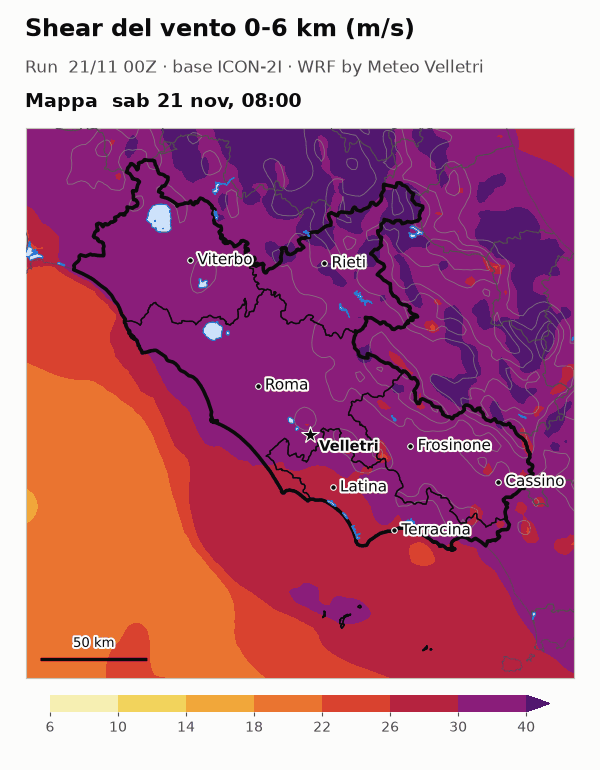 Shear del vento 0-6 km (m/s)
Run 21/11 00Z · base ICON-2I · WRF by Meteo Velletri
Mappa sab 21 nov, 08:00
Viterbo
Rieti
Roma
Velletri
Frosinone
Latina
Cassino
Terracina
50 km
6 10 14 18 22 26 30 40